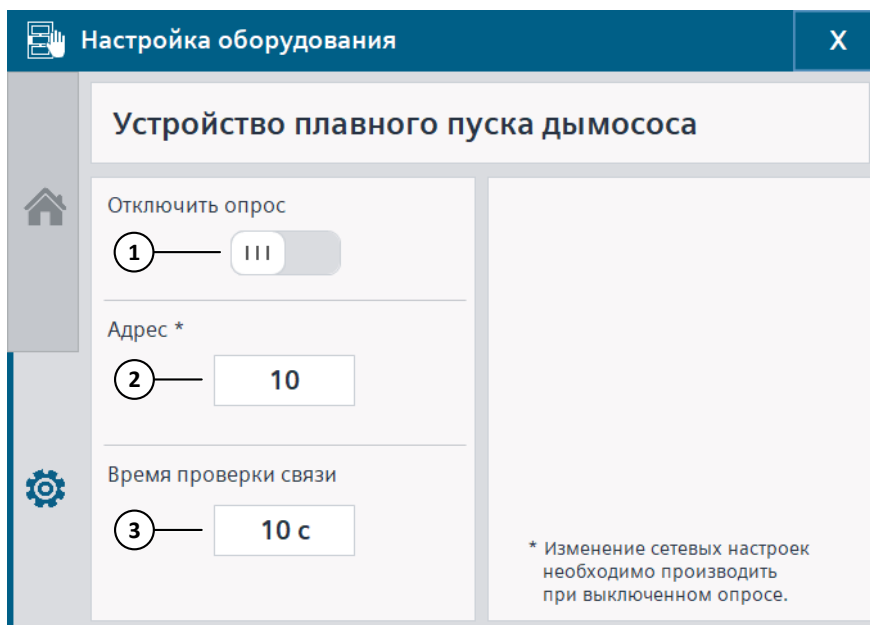 Настройка оборудования
X
Устройство плавного пуска дымососа
Отключить опрос
1
Адрес *
2
10
Время проверки связи
3
10 с
* Изменение сетевых настроек
необходимо производить
при выключенном опросе.